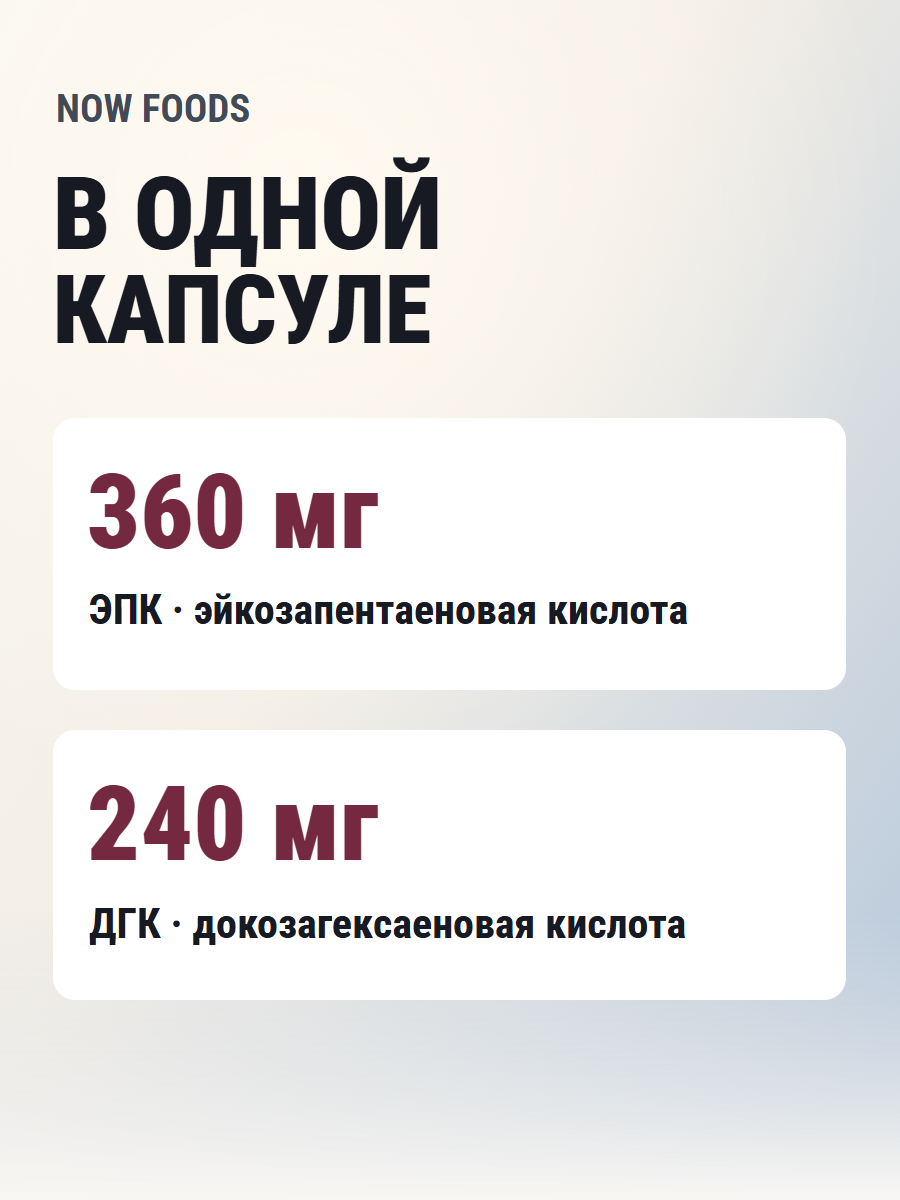 NOW FOODS
В ОДНОЙ
КАПСУЛЕ
360 мг
ЭПК · эйкозапентаеновая кислота
240 мг
ДГК · докозагексаеновая кислота